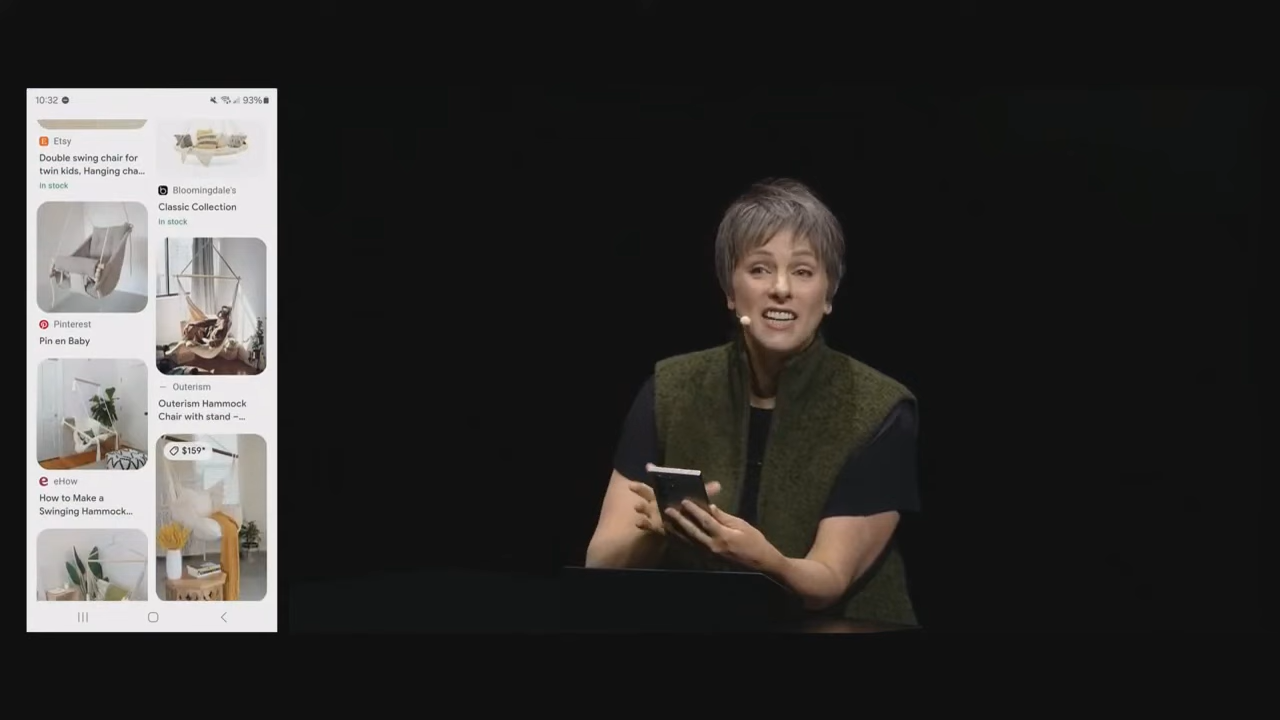 10:32
93%
Etsy
Double swing chair for
twin kids, Hanging cha...
In stock
Pinterest
Pin en Baby
eHow
How to Make a
Swinging Hammock...
Bloomingdale's
Classic Collection
In stock
Outerism
Outerism Hammock
Chair with stand –...
$159*